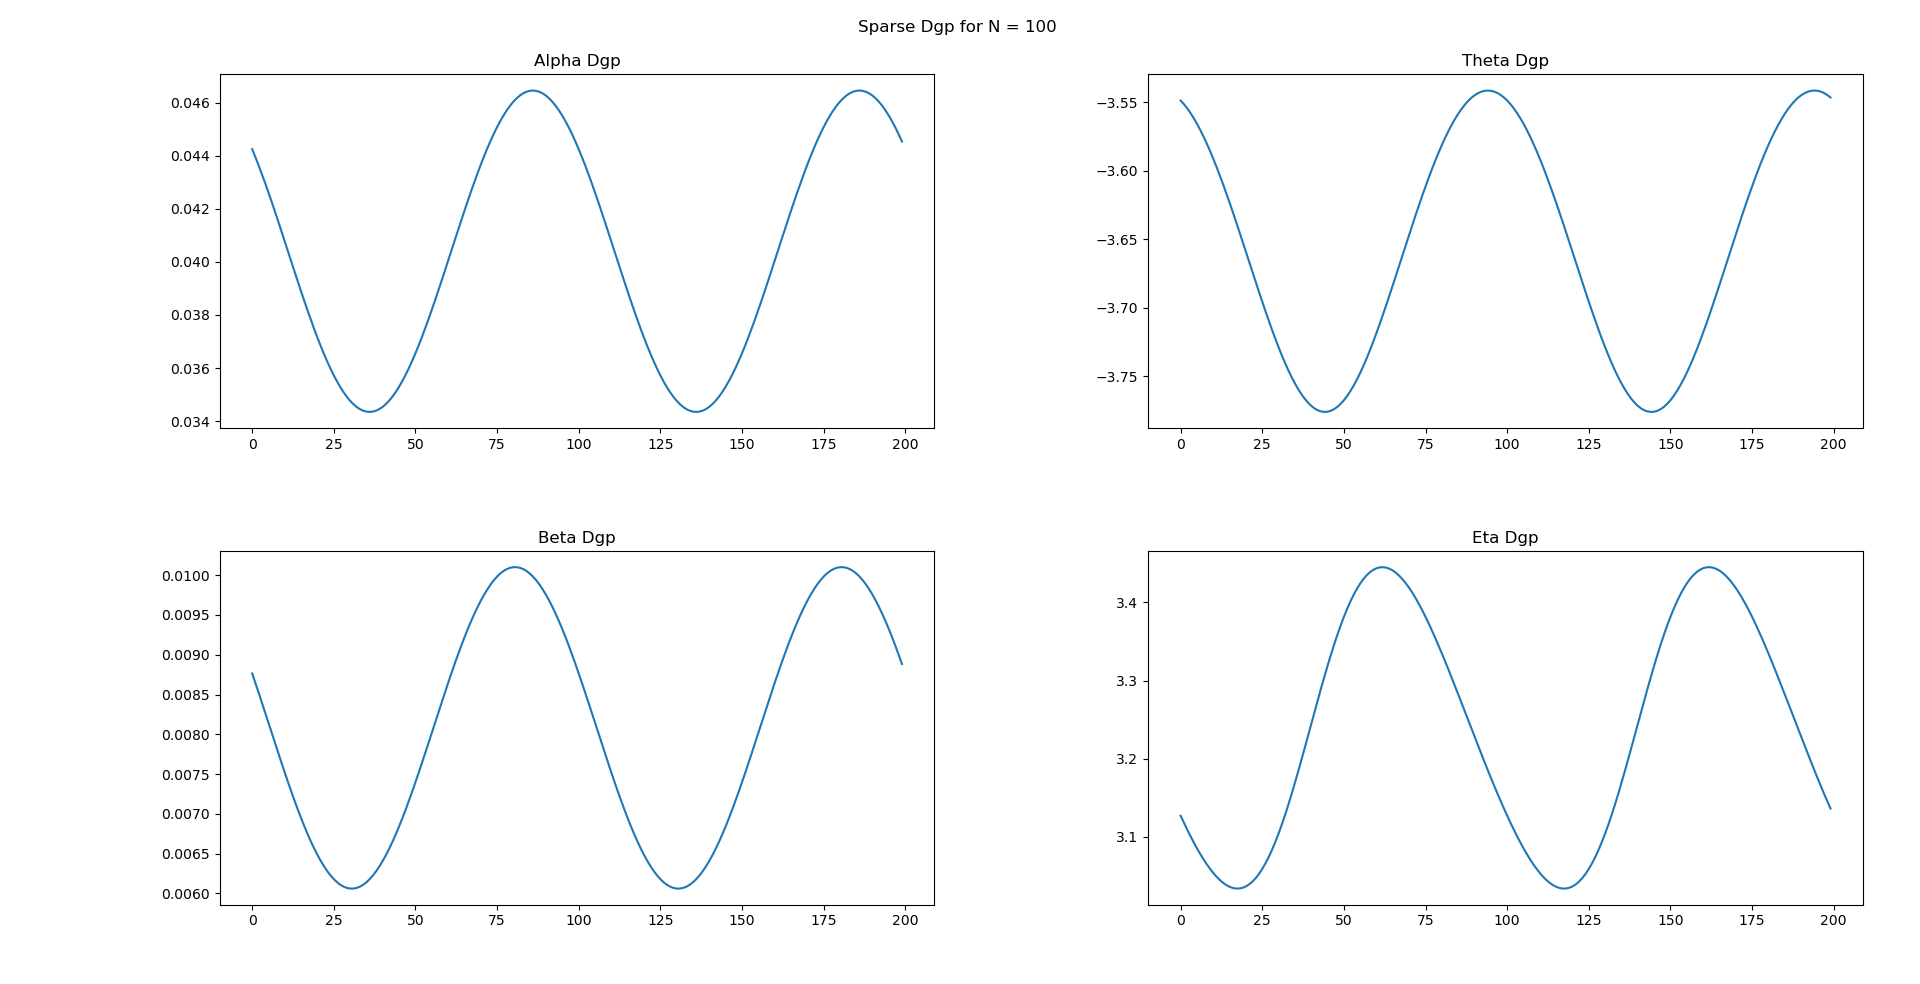 Sparse Dgp for N = 100
Alpha Dgp
0.046
0.044
0.042
0.040
0.038
0.036
0.034
0 25 50 75 100 125 150 175 200
Theta Dgp
−3.55
−3.60
−3.65
−3.70
−3.75
0 25 50 75 100 125 150 175 200
Beta Dgp
0.0100
0.0095
0.0090
0.0085
0.0080
0.0075
0.0070
0.0065
0.0060
0 25 50 75 100 125 150 175 200
Eta Dgp
3.4
3.3
3.2
3.1
0 25 50 75 100 125 150 175 200